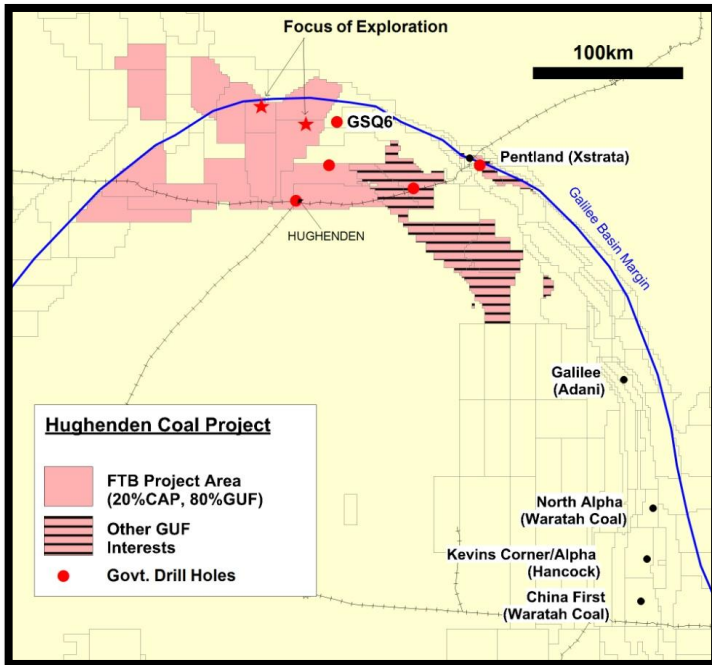 Focus of Exploration
100km
GSQ6
Pentland (Xstrata)
Galilee Basin Margin
HUGHENDEN
Galilee
(Adani)
North Alpha
(Waratah Coal)
Kevins Corner/Alpha
(Hancock)
China First
(Waratah Coal)
Hughenden Coal Project
FTB Project Area
(20%CAP, 80%GUF)
Other GUF
Interests
Govt. Drill Holes